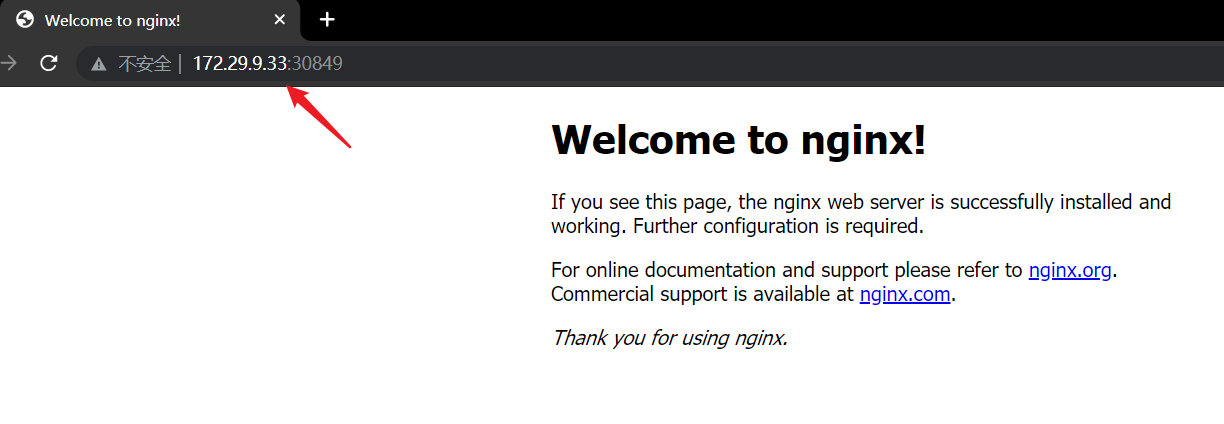 Welcome to nginx!
不安全 | 172.29.9.33:30849
Welcome to nginx!
If you see this page, the nginx web server is successfully installed and
working. Further configuration is required.
For online documentation and support please refer to nginx.org.
Commercial support is available at nginx.com.
Thank you for using nginx.